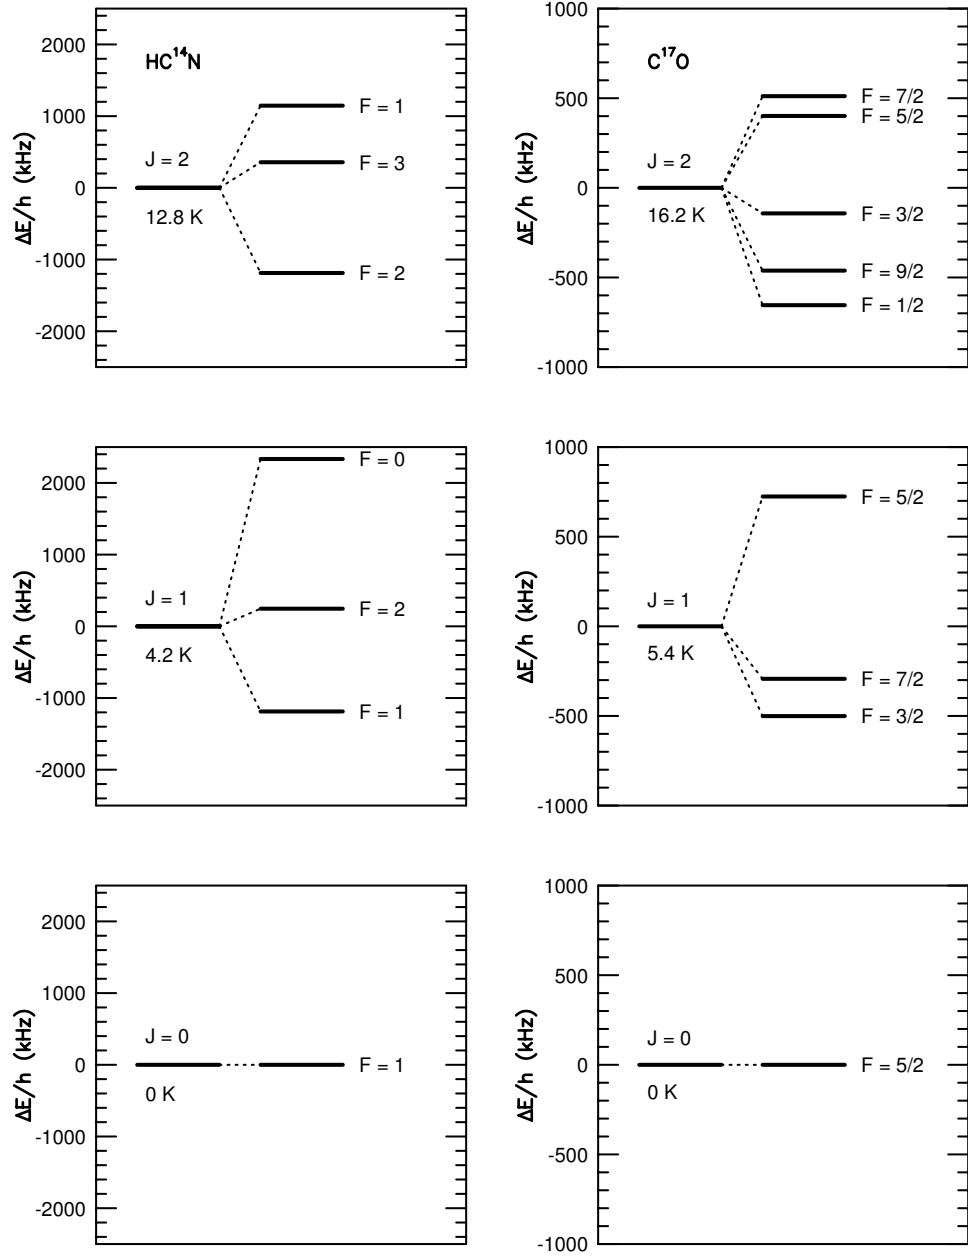 HC¹⁴N
ΔE/h (kHz)
2000
1000
0
-1000
-2000
J = 2
12.8 K
F = 1
F = 3
F = 2
C¹⁷O
ΔE/h (kHz)
1000
500
0
-500
-1000
J = 2
16.2 K
F = 7/2
F = 5/2
F = 3/2
F = 9/2
F = 1/2
ΔE/h (kHz)
2000
1000
0
-1000
-2000
J = 1
4.2 K
F = 0
F = 2
F = 1
ΔE/h (kHz)
1000
500
0
-500
-1000
J = 1
5.4 K
F = 5/2
F = 7/2
F = 3/2
ΔE/h (kHz)
2000
1000
0
-1000
-2000
J = 0
0 K
F = 1
ΔE/h (kHz)
1000
500
0
-500
-1000
J = 0
0 K
F = 5/2